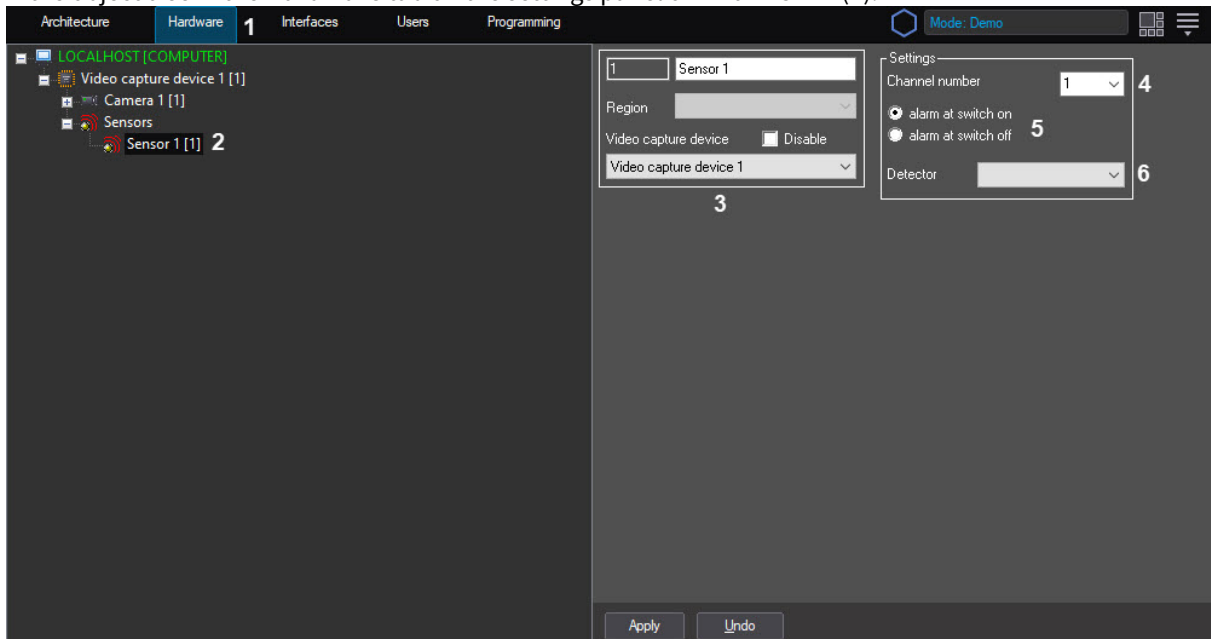 Architecture Hardware 1 Interfaces Users Programming Mode: Demo
LOCALHOST [COMPUTER]
Video capture device 1 [1]
Camera 1 [1]
Sensors
Sensor 1 [1] 2
1 Sensor 1
Region
Video capture device Disable
Video capture device 1
3
Settings
Channel number 1 4
alarm at switch on
alarm at switch off 5
Detector 6
Apply Undo